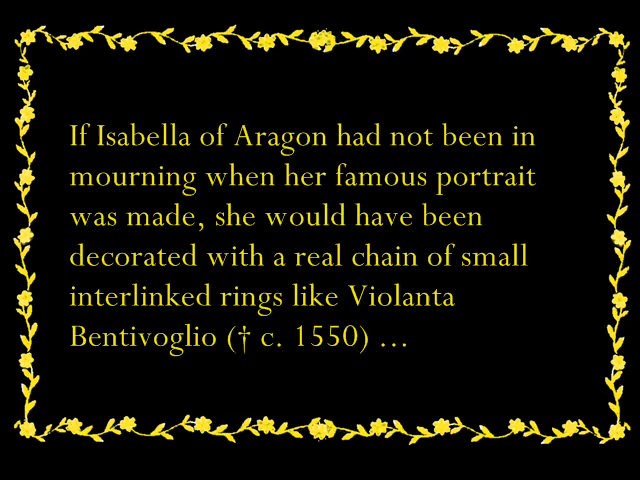 If Isabella of Aragon had not been in
mourning when her famous portrait
was made, she would have been
decorated with a real chain of small
interlinked rings like Violanta
Bentivoglio († c. 1550) ...